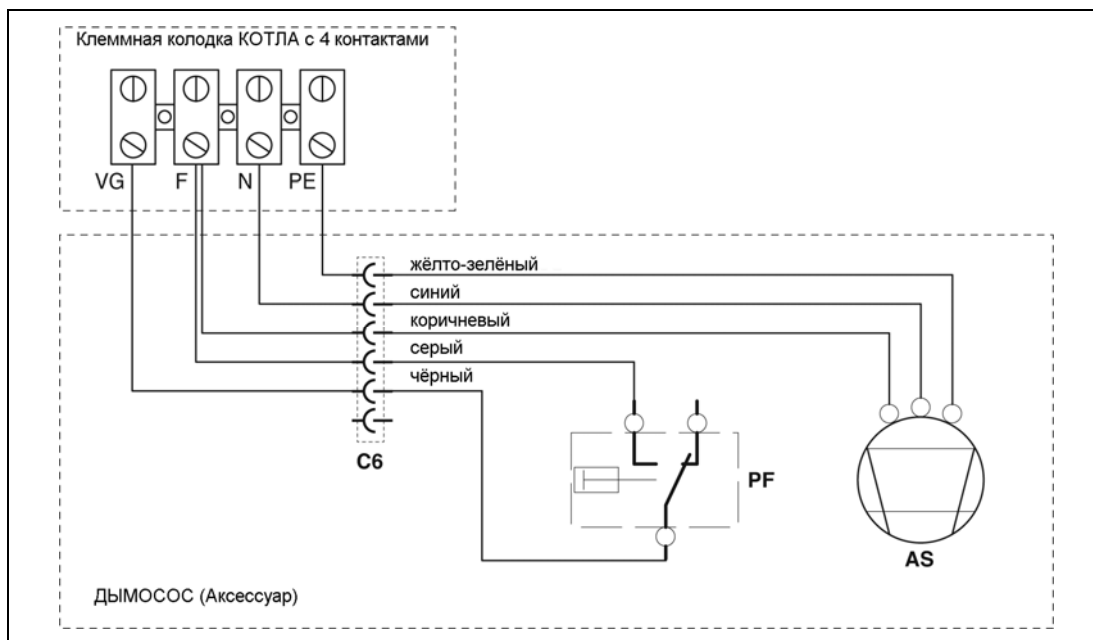 Клеммная колодка КОТЛА с 4 контактами
VG F N PE
жёлто-зелёный
синий
коричневый
серый
чёрный
C6
PF
AS
ДЫМОСОС (Аксессуар)